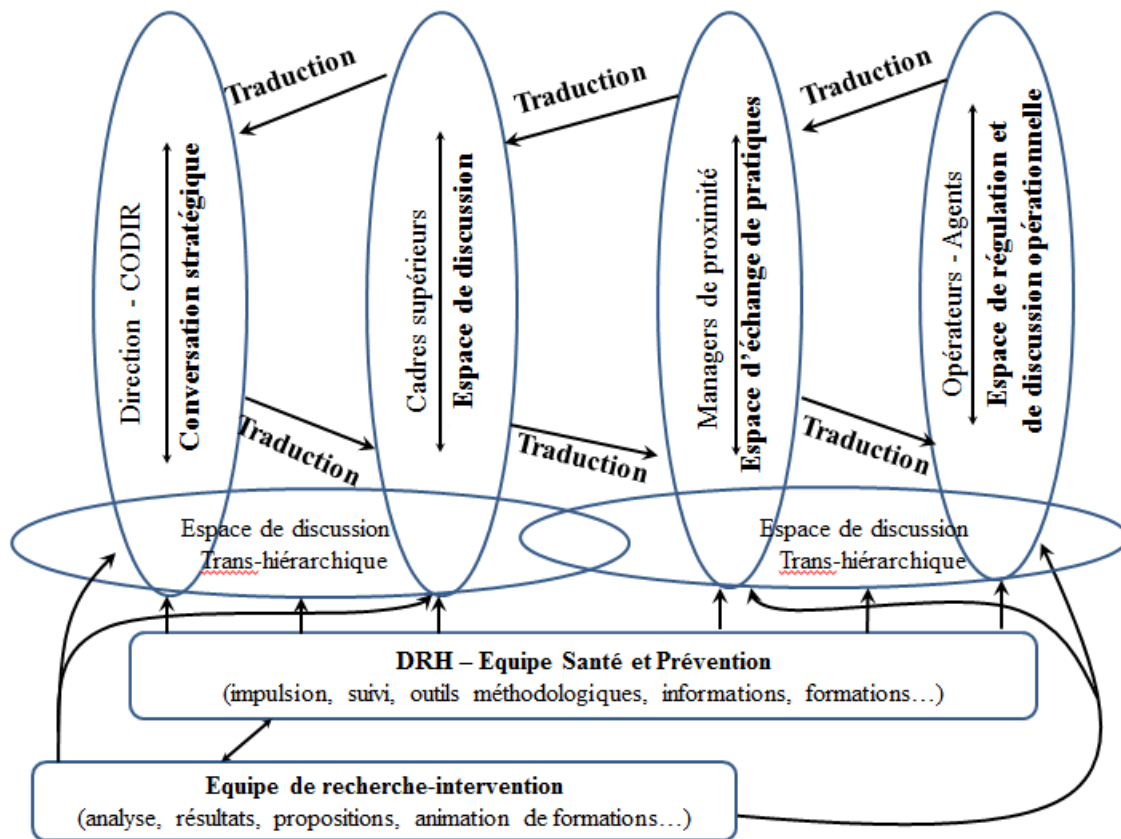 Traduction
Traduction
Traduction
Direction - CODIR
Conversation stratégique
Cadres supérieurs
Espace de discussion
Managers de proximité
Espace d'échange de pratiques
Opérateurs - Agents
Espace de régulation et
de discussion opérationnelle
Traduction
Traduction
Traduction
Espace de discussion
Trans-hiérarchique
Espace de discussion
Trans-hiérarchique
DRH – Equipe Santé et Prévention
(impulsion, suivi, outils méthodologiques, informations, formations…)
Equipe de recherche-intervention
(analyse, résultats, propositions, animation de formations…)